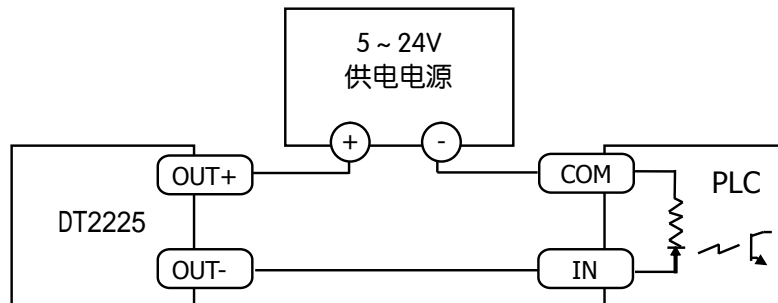 5～24V
供电电源
+ -
OUT+ COM PLC
DT2225
OUT- IN